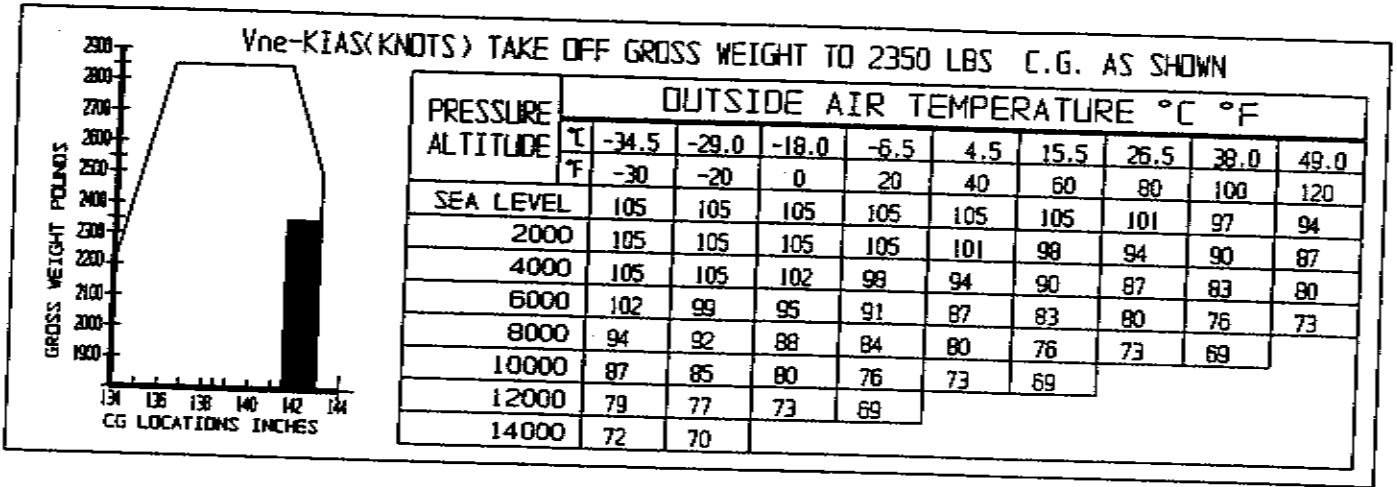 Vne-KIAS(KNOTS) TAKE OFF GROSS WEIGHT TO 2350 LBS C.G. AS SHOWN
GROSS WEIGHT POUNDS
2900
2800
2700
2600
2500
2400
2300
2200
2100
2000
1900
134 136 138 140 142 144
CG LOCATIONS INCHES
PRESSURE ALTITUDE
OUTSIDE AIR TEMPERATURE °C °F
°C -34.5 -29.0 -18.0 -6.5 4.5 15.5 26.5 38.0 49.0
°F -30 -20 0 20 40 60 80 100 120
SEA LEVEL 105 105 105 105 105 105 101 97 94
2000 105 105 105 105 101 98 94 90 87
4000 105 105 102 98 94 90 87 83 80
6000 102 99 95 91 87 83 80 76 73
8000 94 92 88 84 80 76 73 69
10000 87 85 80 76 73 69
12000 79 77 73 69
14000 72 70